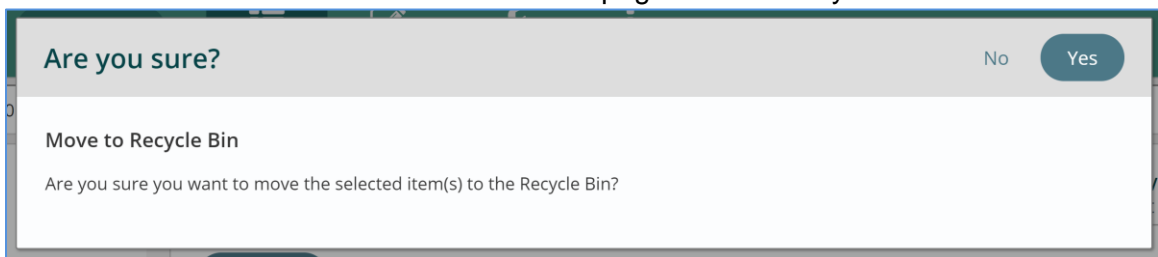 Are you sure?
No
Yes
Move to Recycle Bin
Are you sure you want to move the selected item(s) to the Recycle Bin?